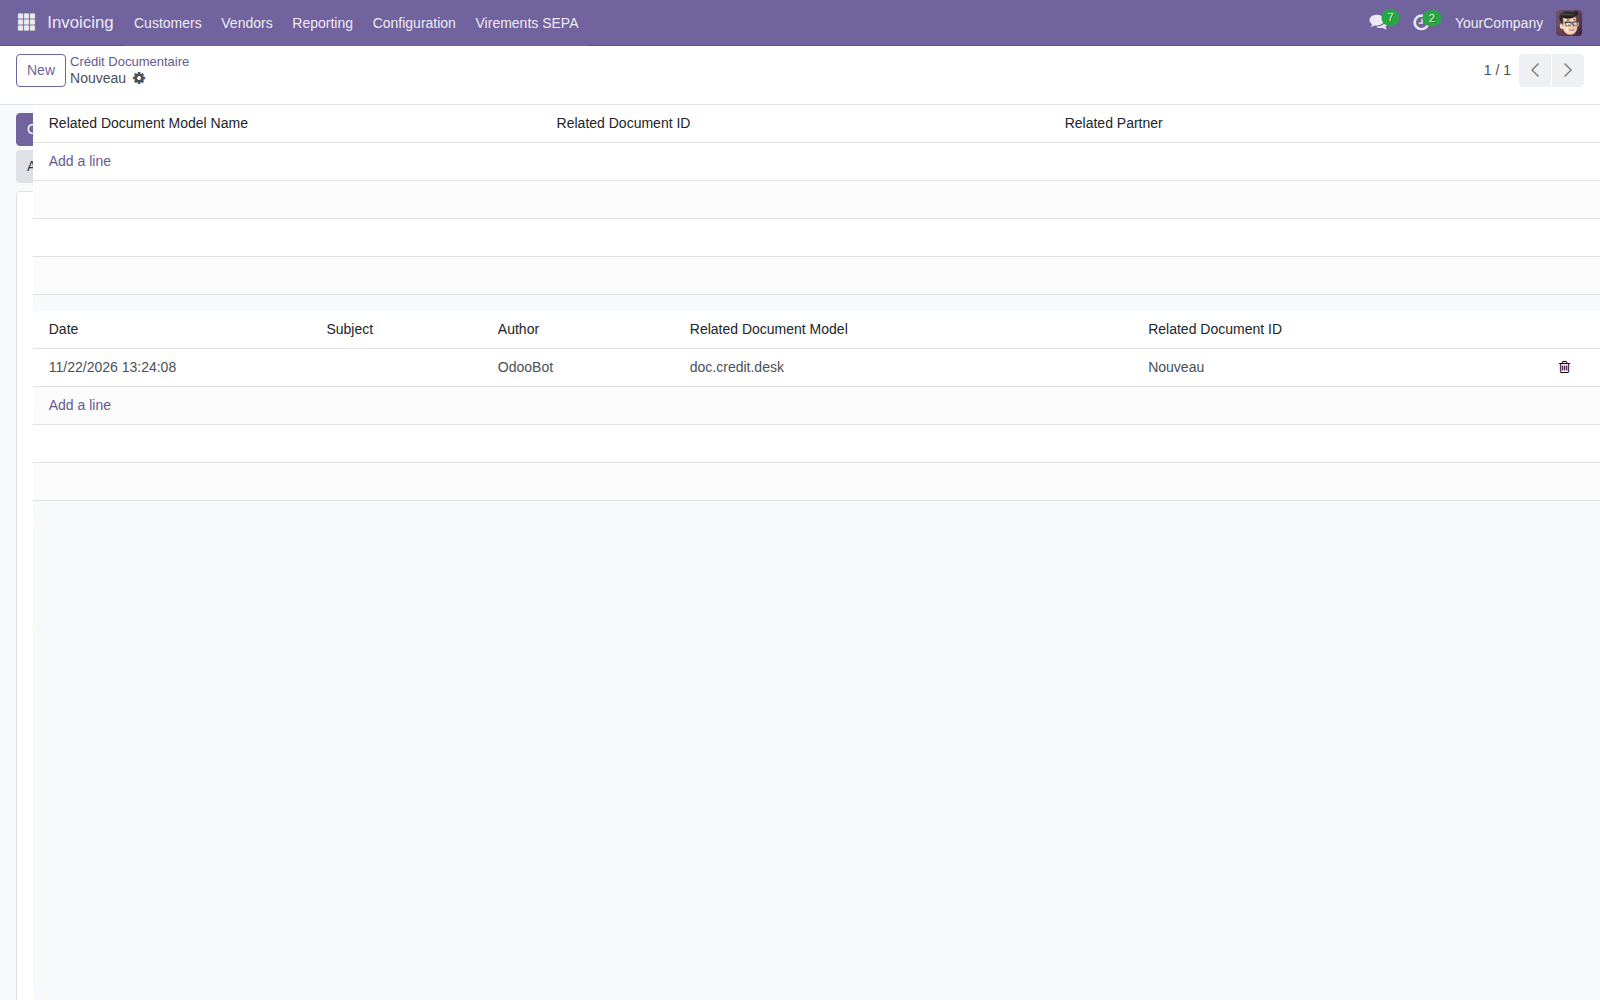 Invoicing Customers Vendors Reporting Configuration Virements SEPA 7 2 YourCompany
New Crédit Documentaire
Nouveau
1 / 1
Related Document Model Name Related Document ID Related Partner
Add a line
Date Subject Author Related Document Model Related Document ID
11/22/2026 13:24:08 OdooBot doc.credit.desk Nouveau
Add a line